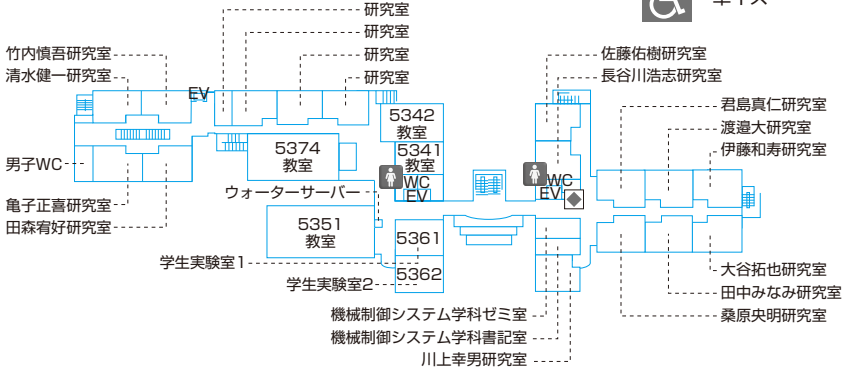 車イス
研究室
研究室
研究室
研究室
竹内慎吾研究室
清水健一研究室
EV
佐藤佑樹研究室
長谷川浩志研究室
君島真仁研究室
渡邉大研究室
伊藤和寿研究室
5342
教室
5341
教室
5374
教室
男子WC
WC
EV
WC
EV
ウォーターサーバー
亀子正喜研究室
田森宥好研究室
5351
教室
5361
学生実験室1
5362
学生実験室2
大谷拓也研究室
田中みなみ研究室
桑原央明研究室
機械制御システム学科ゼミ室
機械制御システム学科書記室
川上幸男研究室